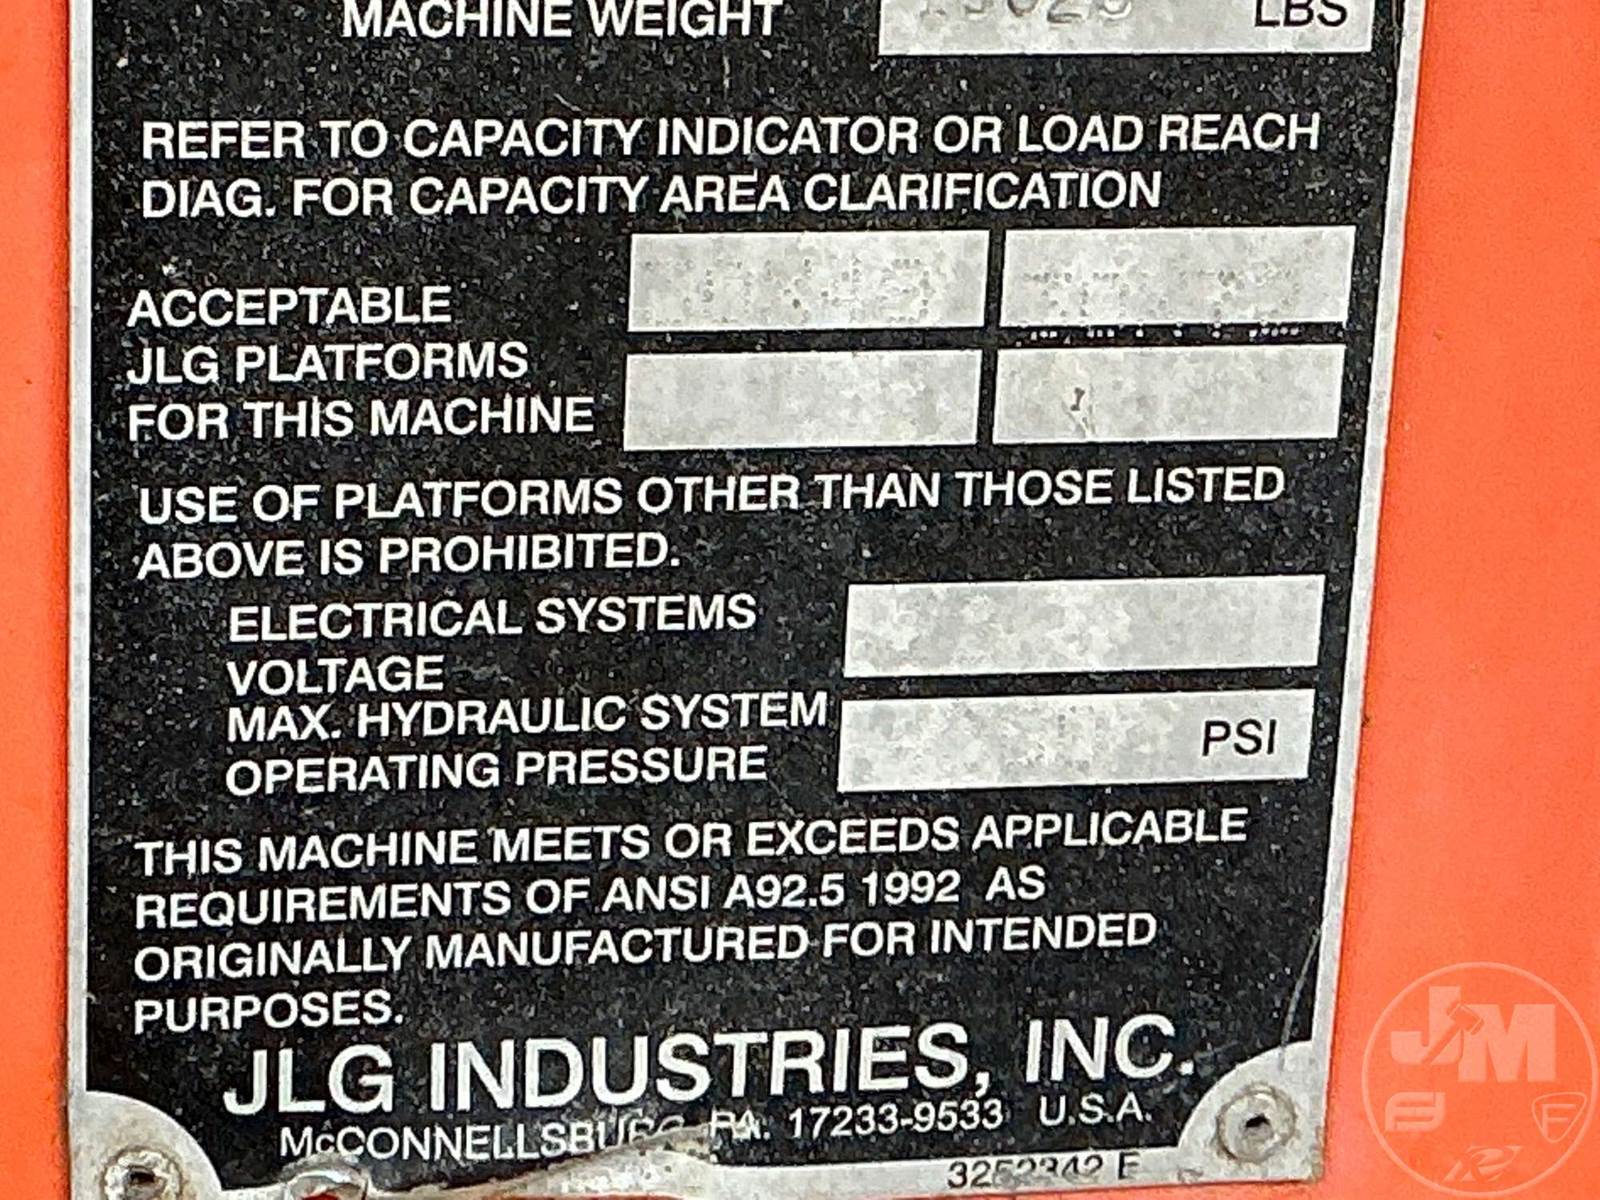 MACHINE WEIGHT LBS
REFER TO CAPACITY INDICATOR OR LOAD REACH
DIAG. FOR CAPACITY AREA CLARIFICATION
ACCEPTABLE
JLG PLATFORMS
FOR THIS MACHINE
USE OF PLATFORMS OTHER THAN THOSE LISTED
ABOVE IS PROHIBITED.
ELECTRICAL SYSTEMS
VOLTAGE
MAX. HYDRAULIC SYSTEM
OPERATING PRESSURE PSI
THIS MACHINE MEETS OR EXCEEDS APPLICABLE
REQUIREMENTS OF ANSI A92.5 1992 AS
ORIGINALLY MANUFACTURED FOR INTENDED
PURPOSES.
JLG INDUSTRIES, INC.
McCONNELLSBURG PA. 17233-9533 U.S.A.
JM